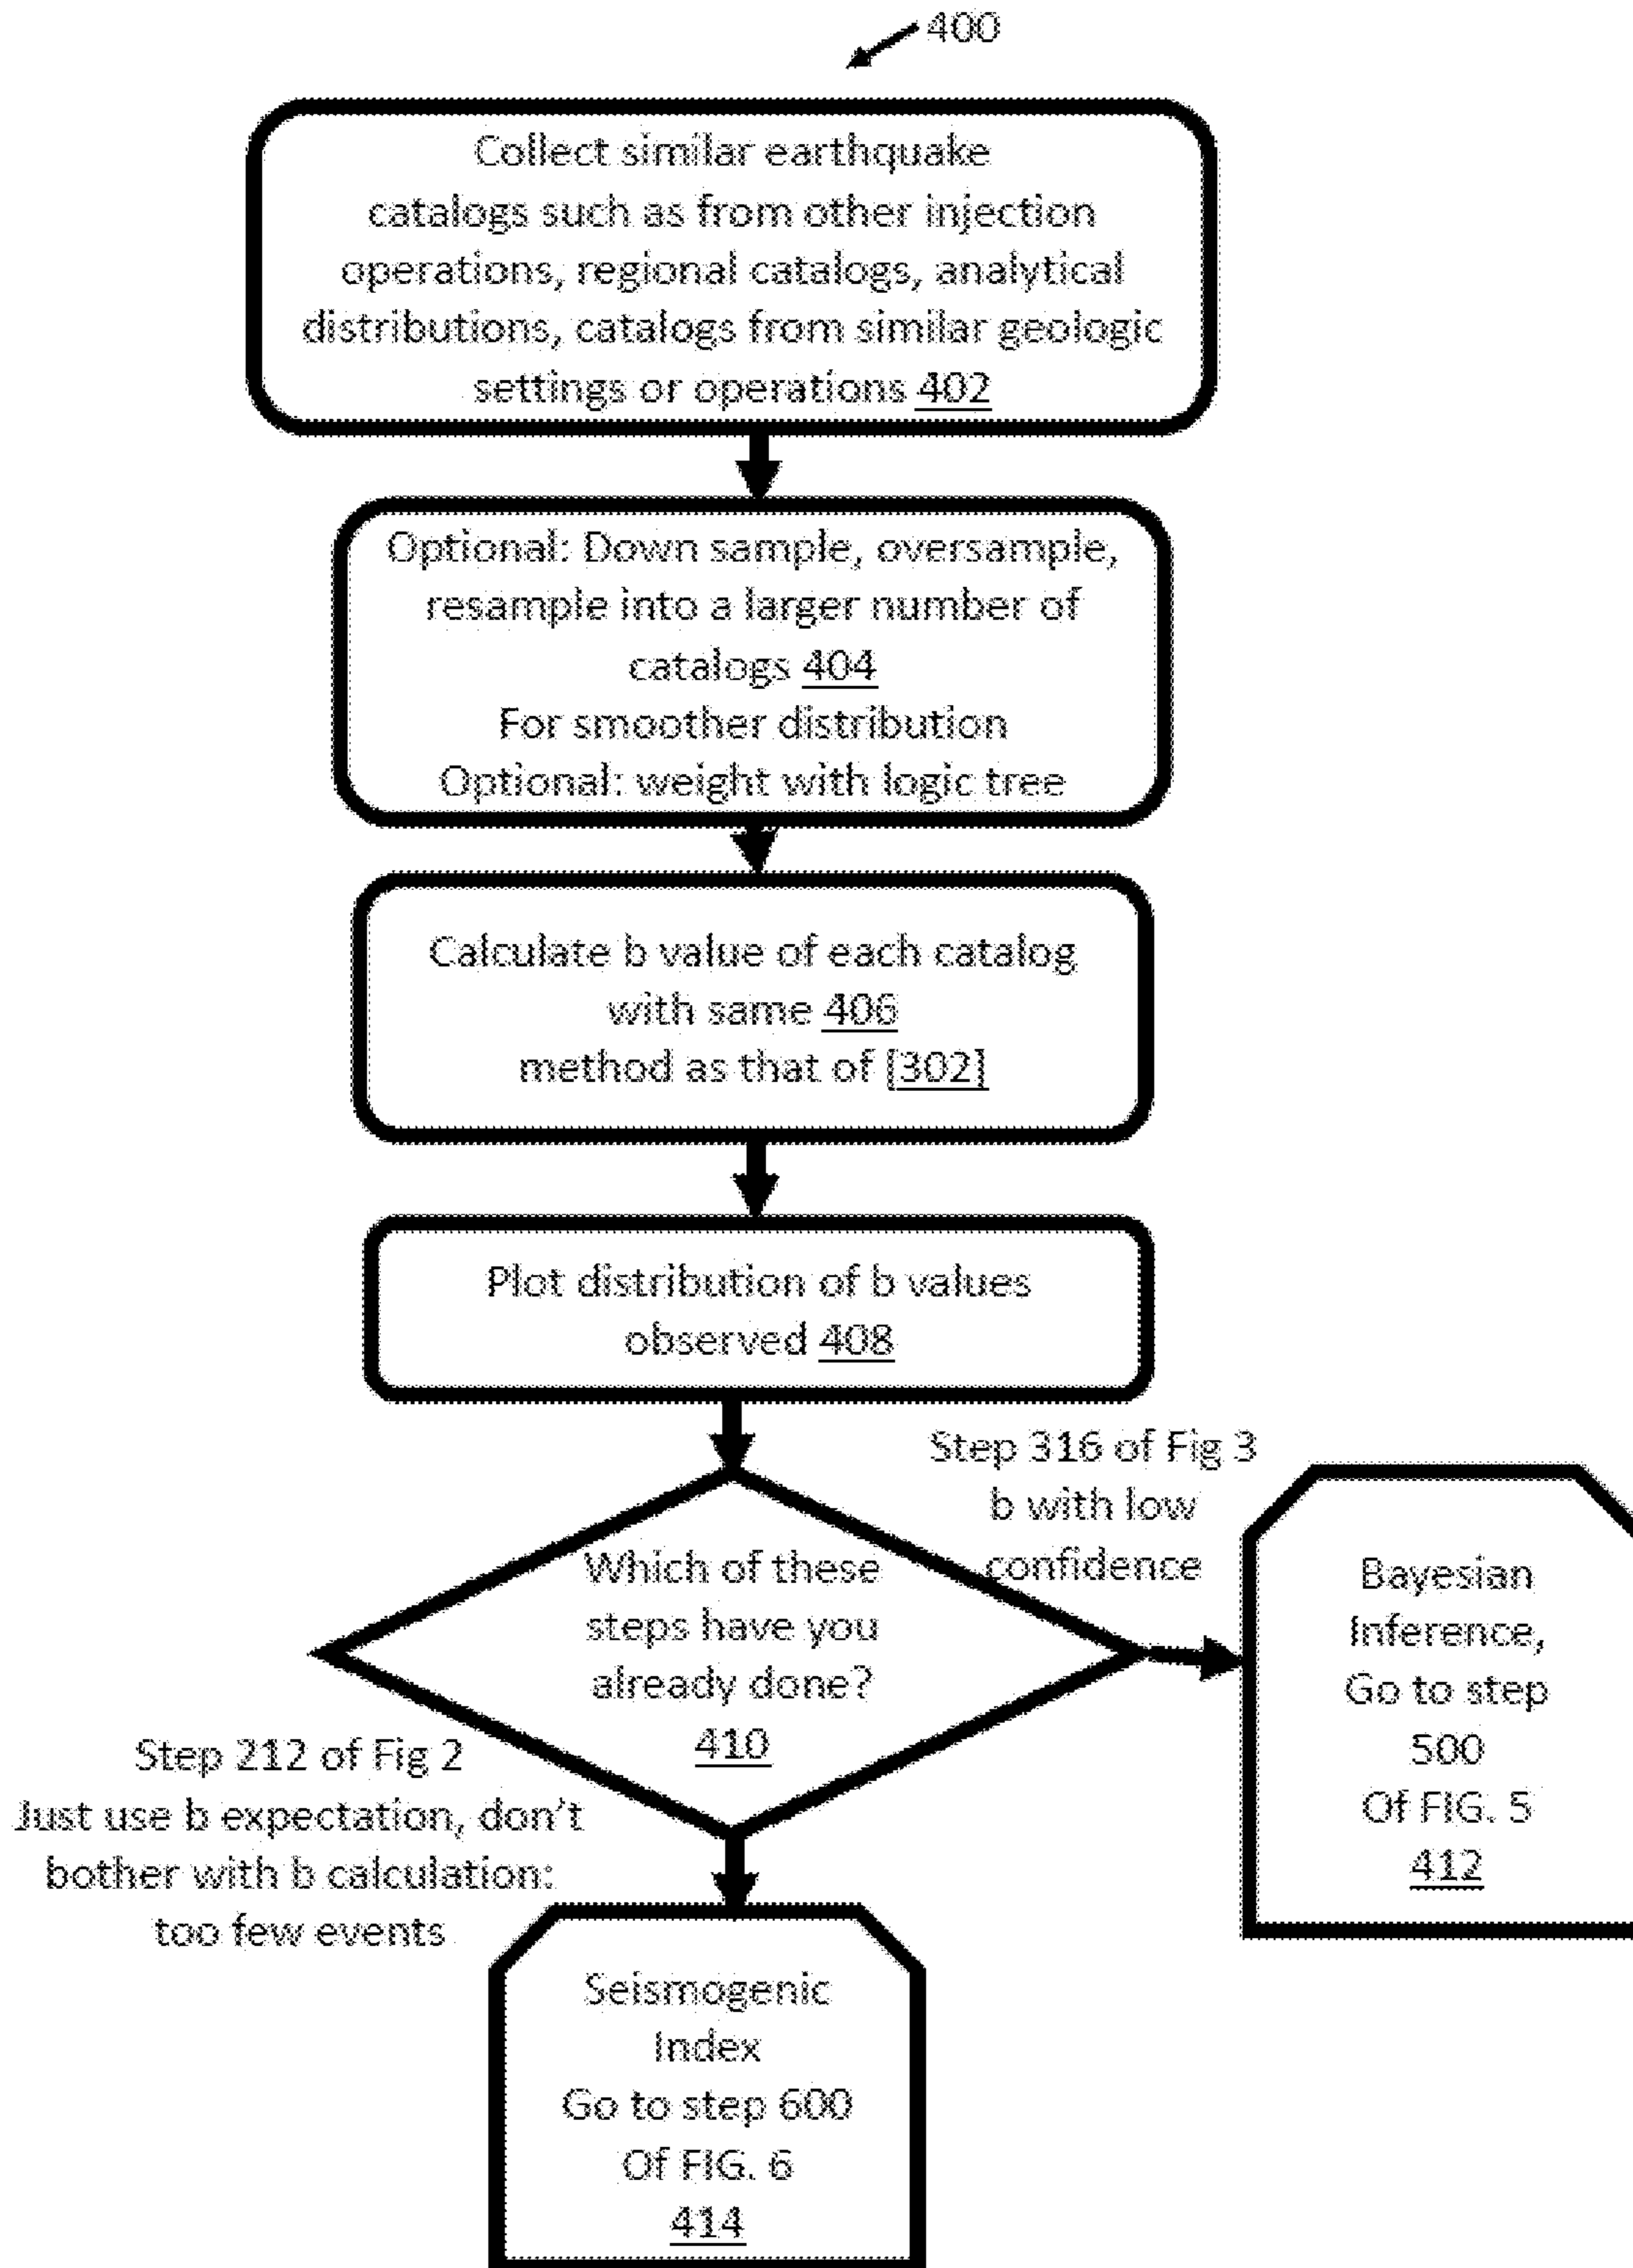 400
Collect similar earthquake
catalogs such as from other injection
operations, regional catalogs, analytical
distributions, catalogs from similar geologic
settings or operations 402
Optional: Down sample, oversample,
resample into a larger number of
catalogs 404
For smoother distribution
Optional: weight with logic tree
Calculate b value of each catalog
with same 406
method as that of [302]
Plot distribution of b values
observed 408
Which of these
steps have you
already done?
410
Step 316 of Fig 3
b with low
confidence
Bayesian
Inference,
Go to step
500
Of FIG. 5
412
Step 212 of Fig 2
Just use b expectation, don't
bother with b calculation:
too few events
Seismogenic
Index
Go to step 600
Of FIG. 6
414